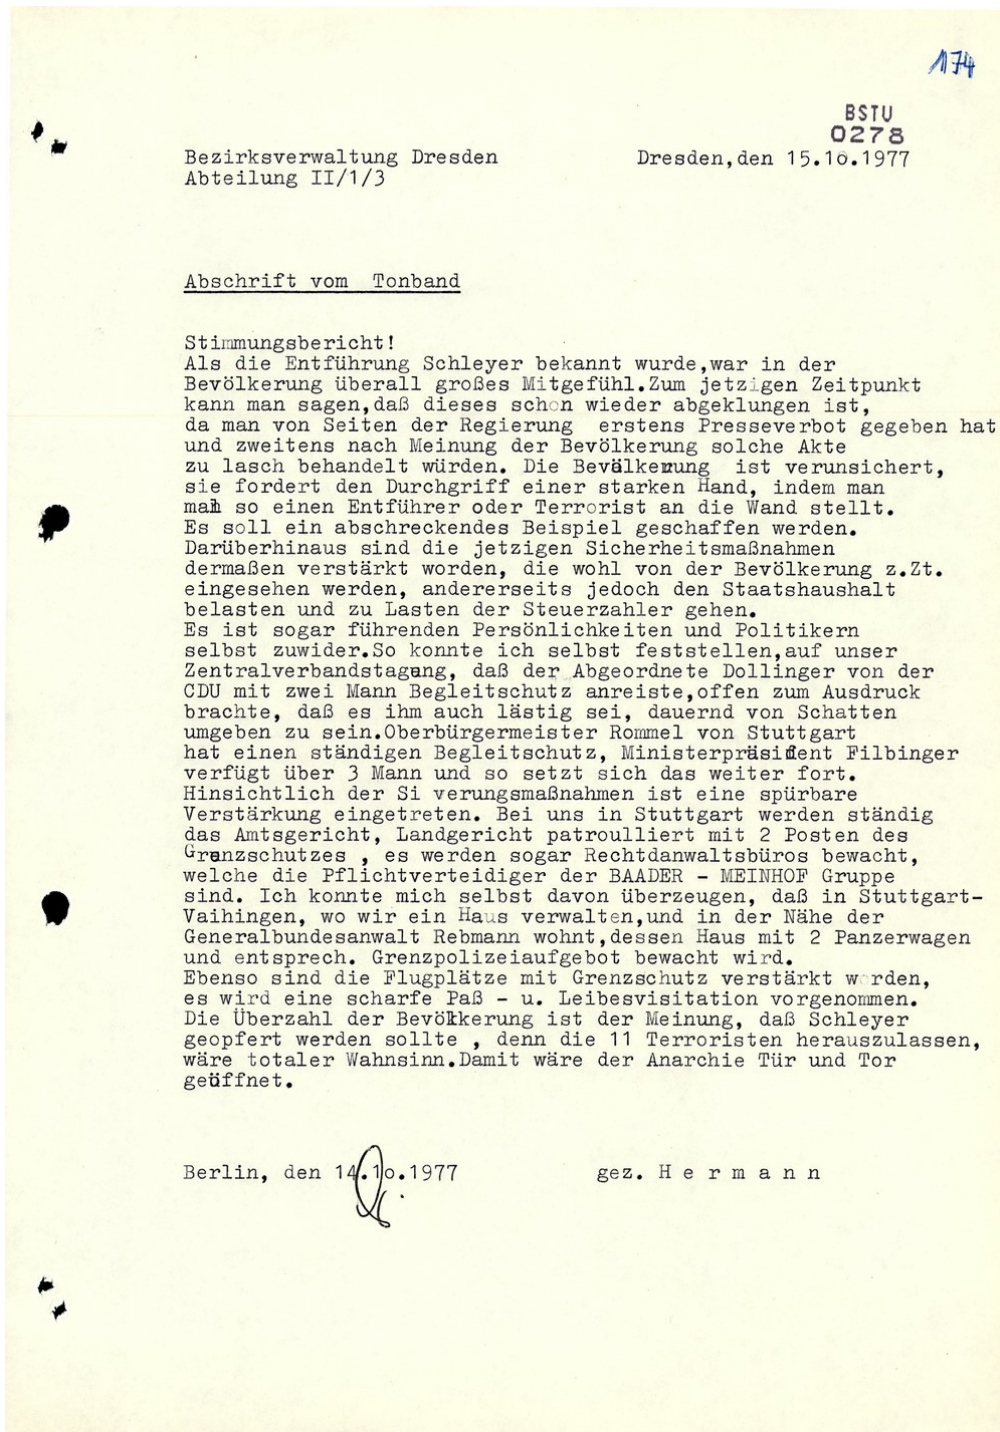 174
BSTU
0278
Bezirksverwaltung Dresden Dresden,den 15.10.1977
Abteilung II/1/3
Abschrift vom Tonband
Stimmungsbericht!
Als die Entführung Schleyer bekannt wurde,war in der
Bevölkerung überall großes Mitgefühl.Zum jetzigen Zeitpunkt
kann man sagen,daß dieses schon wieder abgeklungen ist,
da man von Seiten der Regierung erstens Presseverbot gegeben hat
und zweitens nach Meinung der Bevölkerung solche Akte
zu lasch behandelt würden. Die Bevälkerung ist verunsichert,
sie fordert den Durchgriff einer starken Hand, indem man
man so einen Entführer oder Terrorist an die Wand stellt.
Es soll ein abschreckendes Beispiel geschaffen werden.
Darüberhinaus sind die jetzigen Sicherheitsmaßnahmen
dermaßen verstärkt worden, die wohl von der Bevölkerung z.Zt.
eingesehen werden, andererseits jedoch den Staatshaushalt
belasten und zu Lasten der Steuerzahler gehen.
Es ist sogar führenden Persönlichkeiten und Politikern
selbst zuwider.So konnte ich selbst feststellen,auf unser
Zentralverbandstagung, daß der Abgeordnete Dollinger von der
CDU mit zwei Mann Begleitschutz anreiste,offen zum Ausdruck
brachte, daß es ihm auch lästig sei, dauernd von Schatten
umgeben zu sein.Oberbürgermeister Rommel von Stuttgart
hat einen ständigen Begleitschutz, Ministerpräsident Filbinger
verfügt über 3 Mann und so setzt sich das weiter fort.
Hinsichtlich der Si verungsmaßnahmen ist eine spürbare
Verstärkung eingetreten. Bei uns in Stuttgart werden ständig
das Amtsgericht, Landgericht patroulliert mit 2 Posten des
Grenzschutzes , es werden sogar Rechtdanwaltsbüros bewacht,
welche die Pflichtverteidiger der BAADER - MEINHOF Gruppe
sind. Ich konnte mich selbst davon überzeugen, daß in Stuttgart-
Vaihingen, wo wir ein Haus verwalten,und in der Nähe der
Generalbundesanwalt Rebmann wohnt,dessen Haus mit 2 Panzerwagen
und entsprech. Grenzpolizeiaufgebot bewacht wird.
Ebenso sind die Flugplätze mit Grenzschutz verstärkt worden,
es wird eine scharfe Paß - u. Leibesvisitation vorgenommen.
Die Überzahl der Bevölkerung ist der Meinung, daß Schleyer
geopfert werden sollte , denn die 11 Terroristen herauszulassen,
wäre totaler Wahnsinn.Damit wäre der Anarchie Tür und Tor
geöffnet.
Berlin, den 14.1o.1977 gez. H e r m a n n